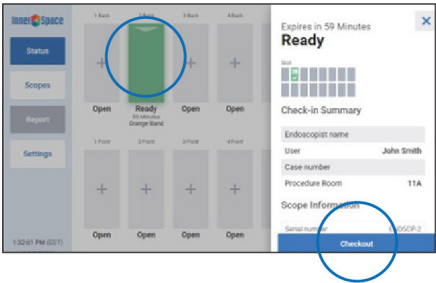 InnerSpace
Status
Scopes
Report
Settings
1:32:01 PM (EST)
1 Back
2 Back
3 Back
4 Back
Open
Ready
59 Minutes
Orange Band
Open
Open
1 Front
2 Front
3 Front
4 Front
Open
Open
Open
Open
Expires in 59 Minutes
Ready
Slot
Check-in Summary
Endoscopist name
User John Smith
Case number
Procedure Room 11A
Scope Information
Serial number
Checkout